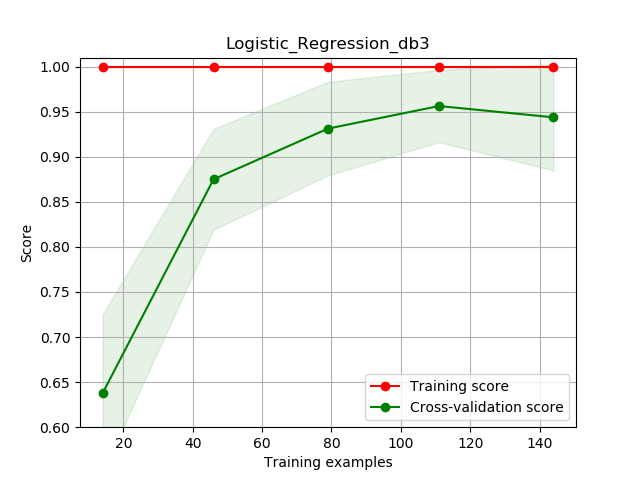 Logistic_Regression_db3
1.00
0.95
0.90
0.85
0.80
0.75
0.70
0.65
0.60
Score
20 40 60 80 100 120 140
Training examples
Training score
Cross-validation score